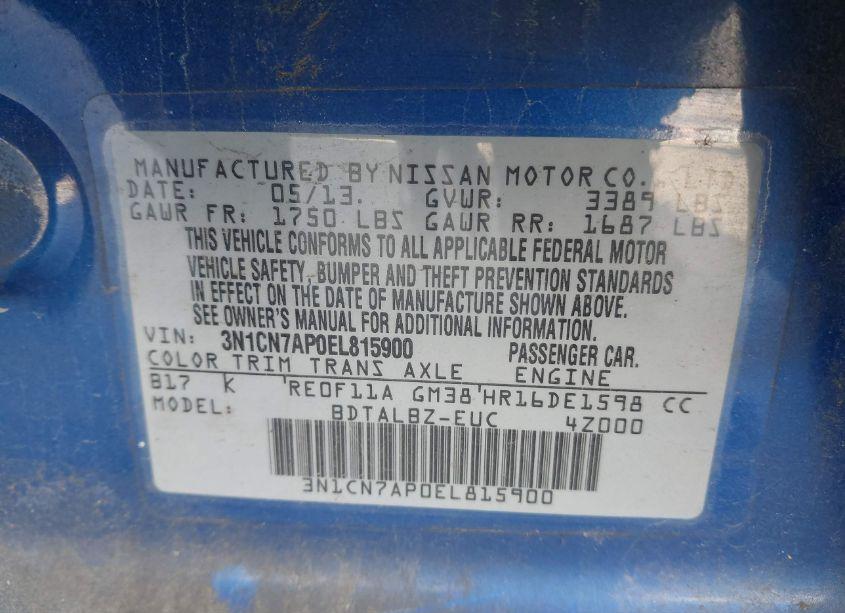 MANUFACTURED BY NISSAN MOTOR CO., LTD
DATE: 05/13. GVWR: 3389 LBS
GAWR FR: 1750 LBS GAWR RR: 1687 LBS
THIS VEHICLE CONFORMS TO ALL APPLICABLE FEDERAL MOTOR
VEHICLE SAFETY, BUMPER AND THEFT PREVENTION STANDARDS
IN EFFECT ON THE DATE OF MANUFACTURE SHOWN ABOVE.
SEE OWNER'S MANUAL FOR ADDITIONAL INFORMATION.
VIN: 3N1CN7AP0EL815900 PASSENGER CAR.
COLOR TRIM TRANS AXLE ENGINE
B17 K 'RE0F11A GM38'HR16DE1598 CC
MODEL: BDTALBZ-EUC 4Z000
3N1CN7AP0EL815900